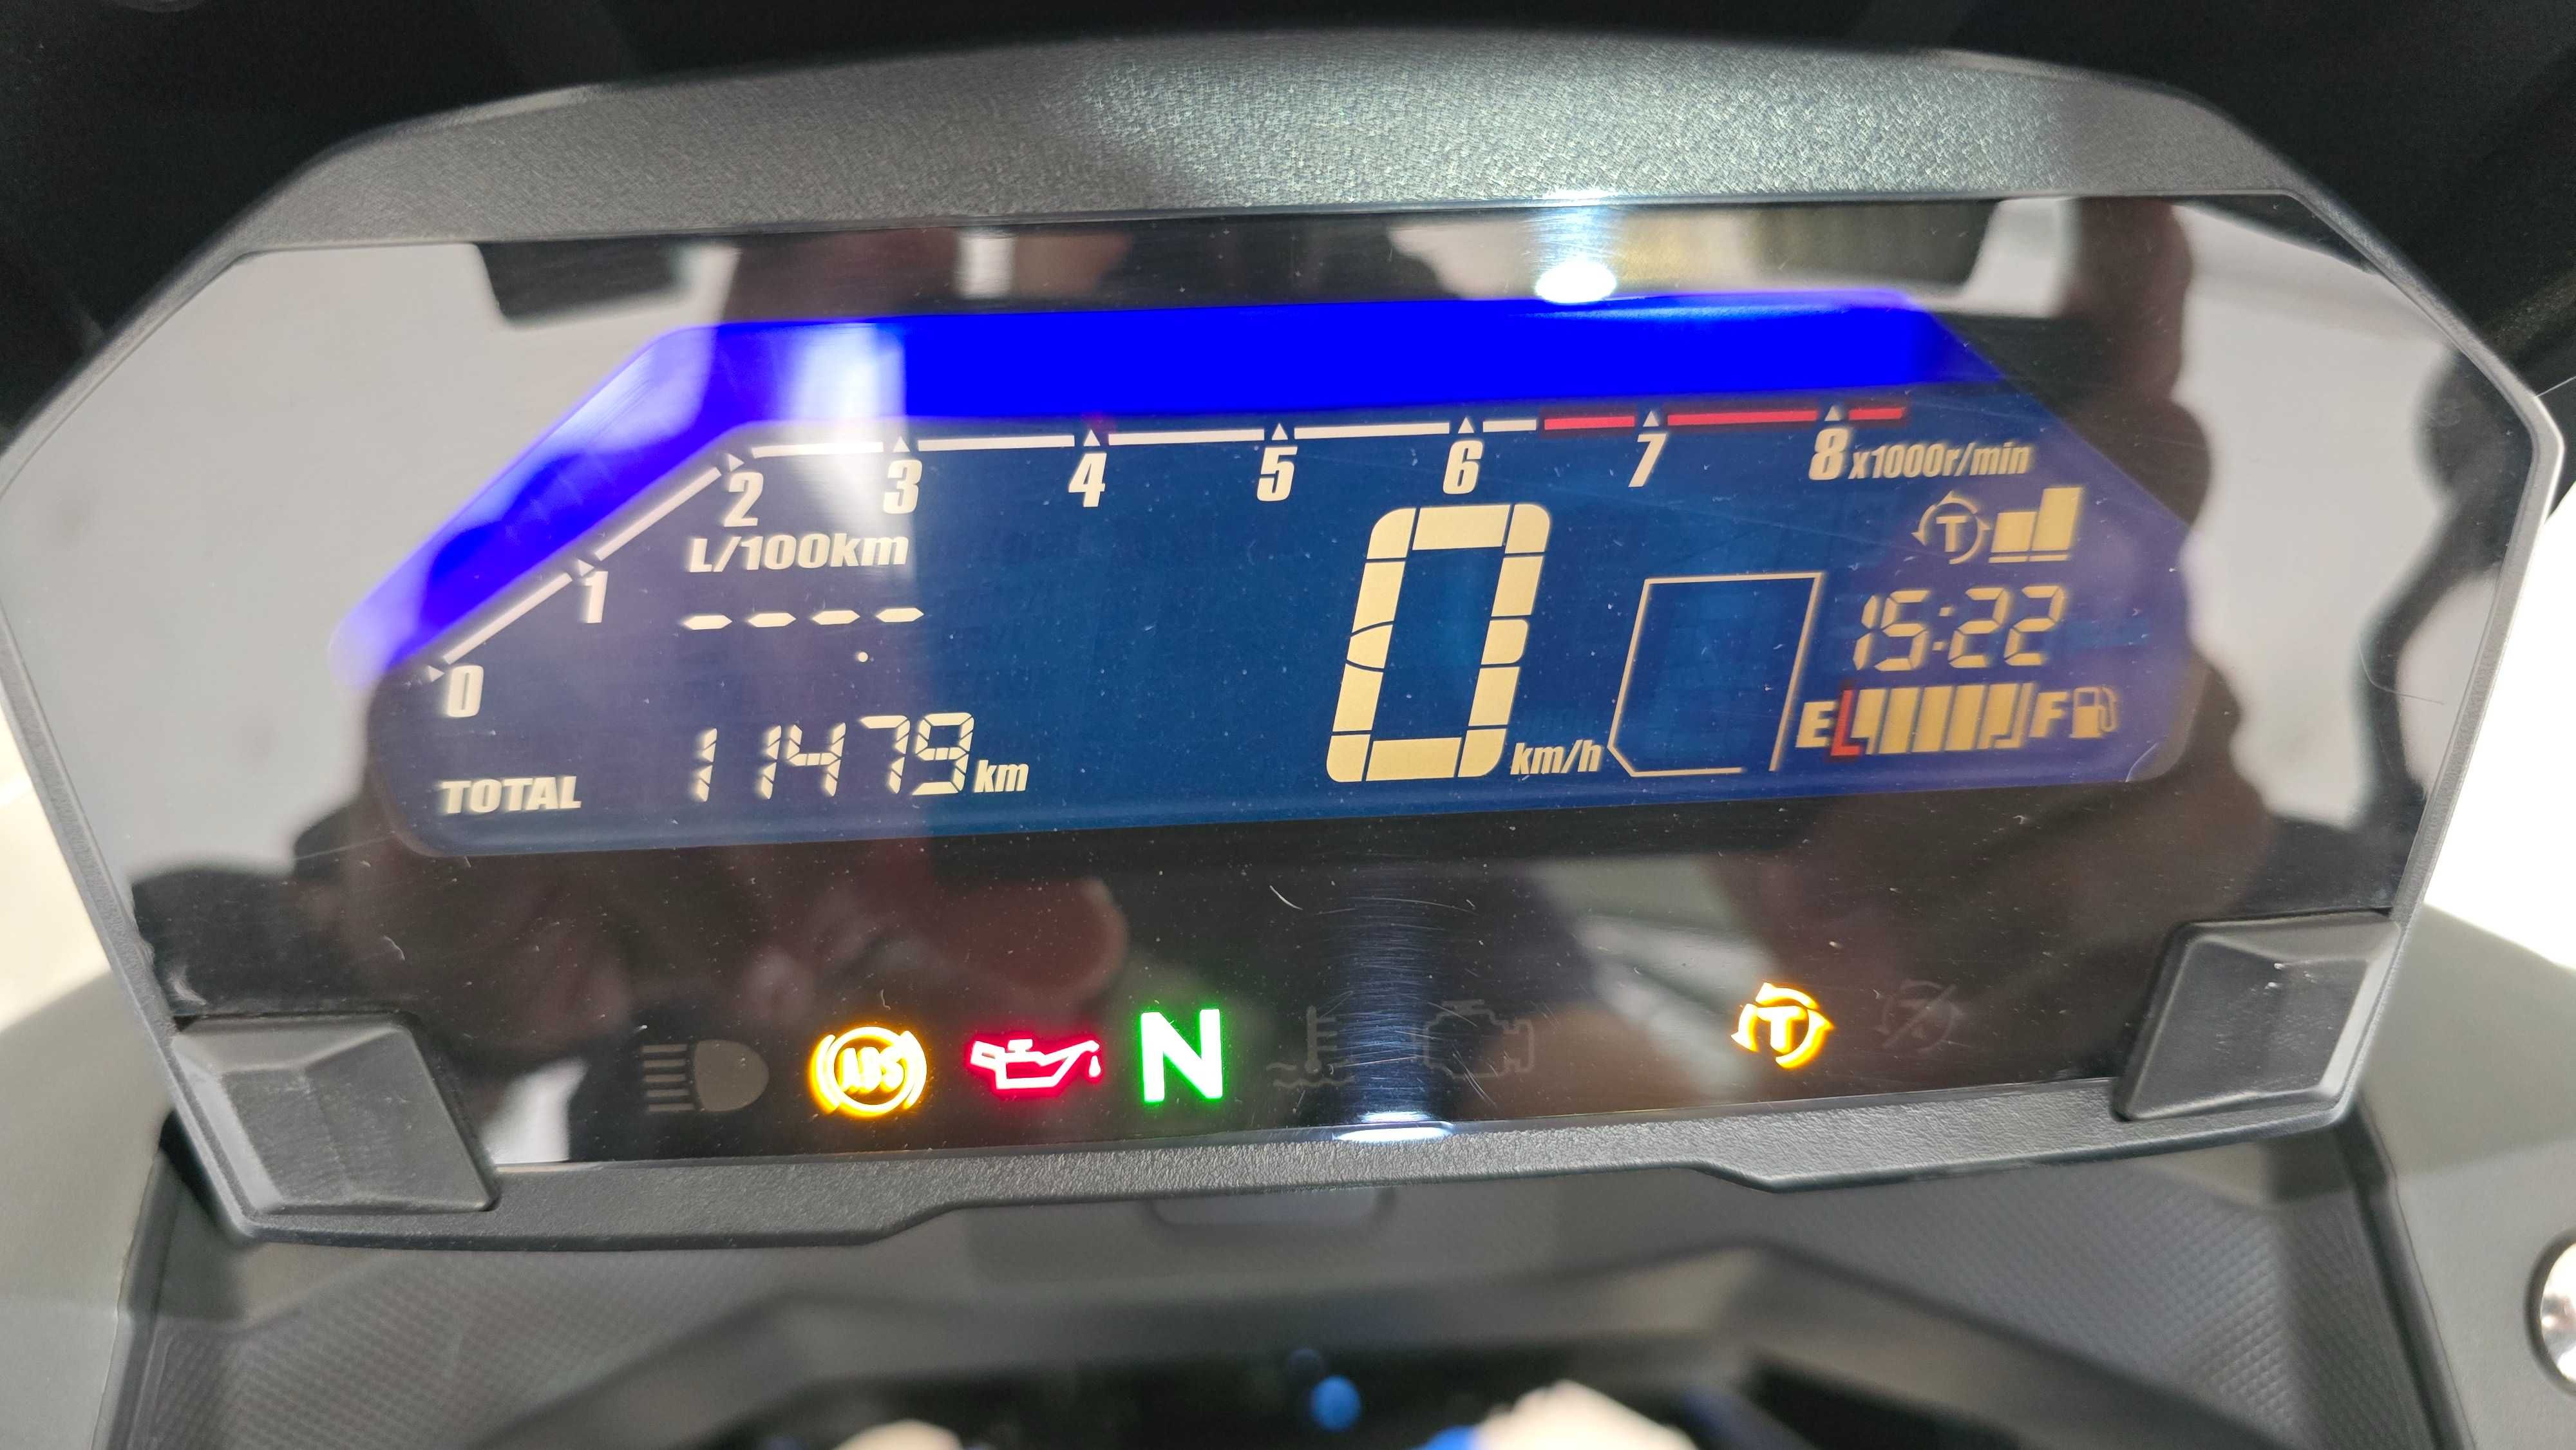 0 1 2 3 4 5 6 7 8 x1000r/min
L/100km
T
----
0 km/h
15:22
E F
TOTAL 11479 km
ABS N T